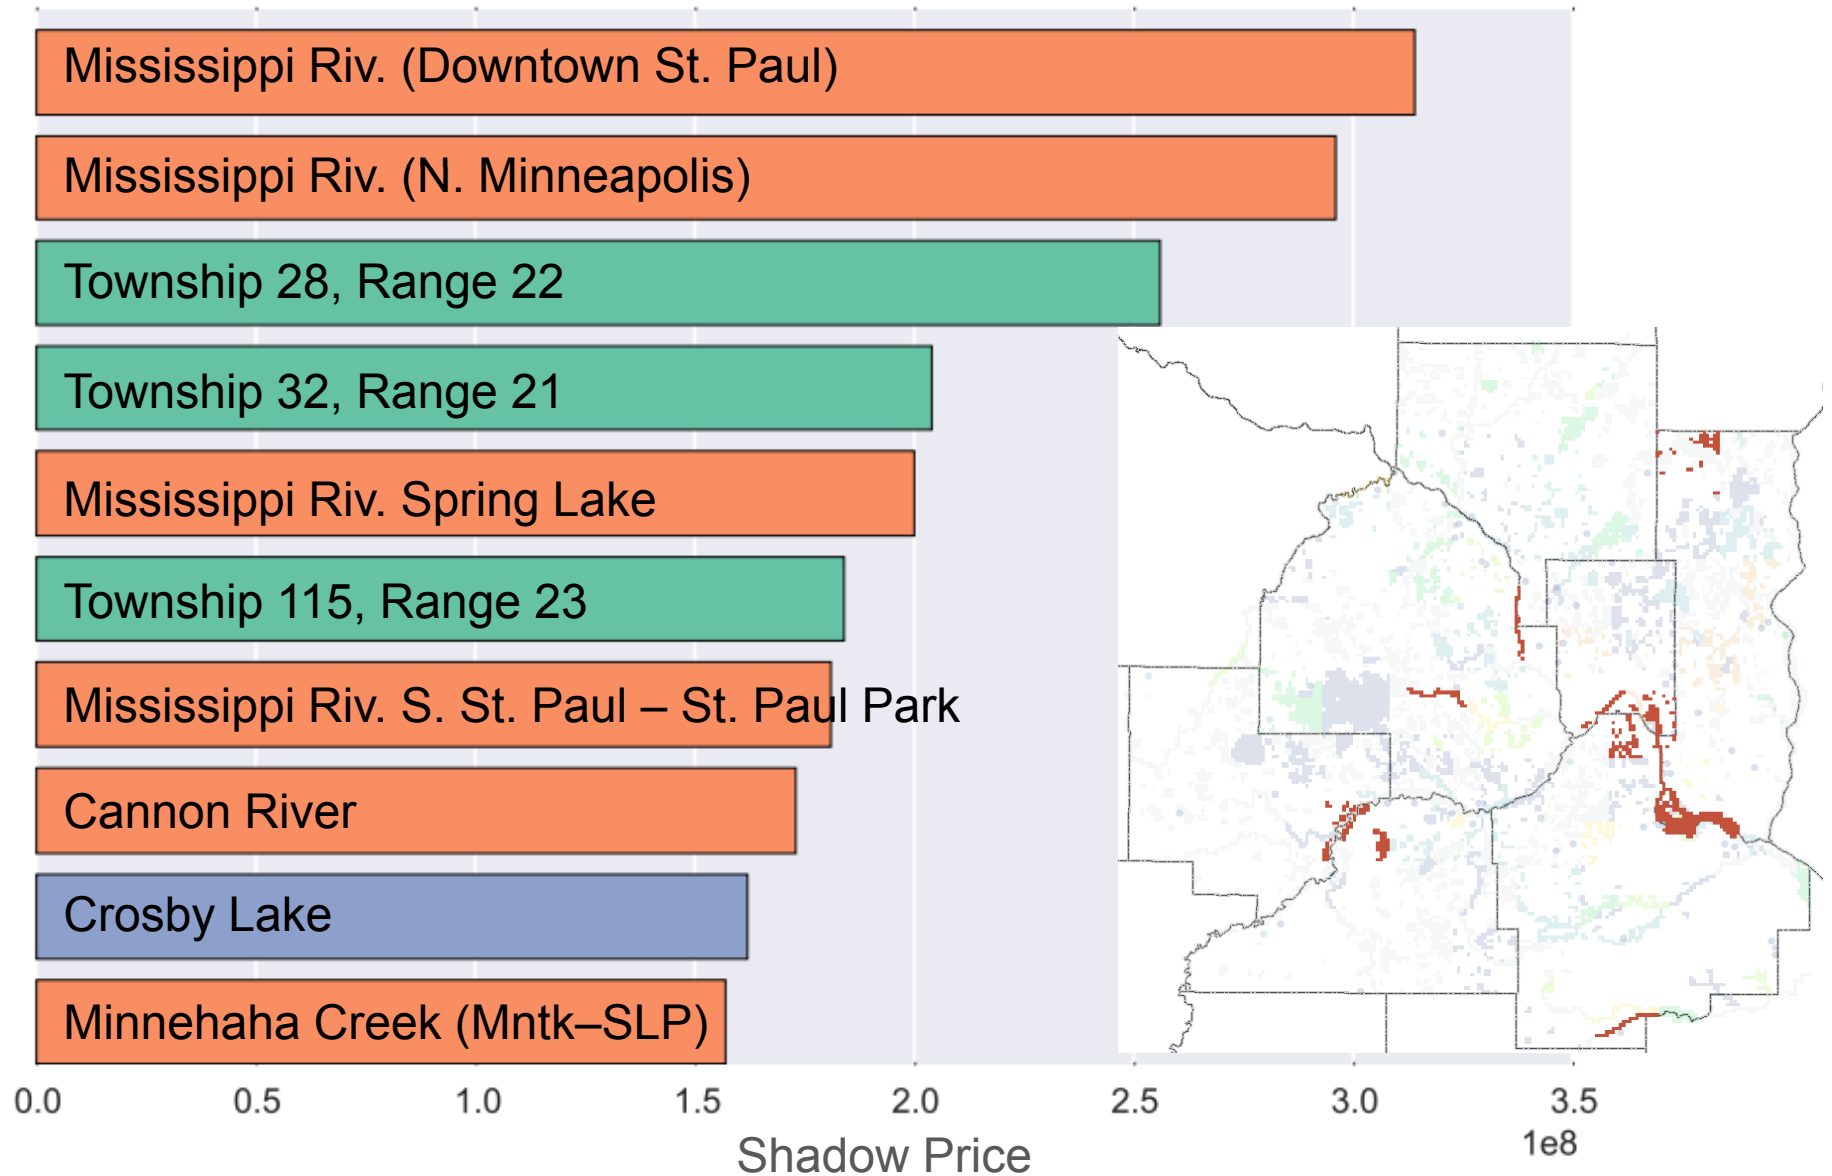 Mississippi Riv. (Downtown St. Paul)
Mississippi Riv. (N. Minneapolis)
Township 28, Range 22
Township 32, Range 21
Mississippi Riv. Spring Lake
Township 115, Range 23
Mississippi Riv. S. St. Paul – St. Paul Park
Cannon River
Crosby Lake
Minnehaha Creek (Mntk–SLP)
0.0 0.5 1.0 1.5 2.0 2.5 3.0 3.5
1e8
Shadow Price